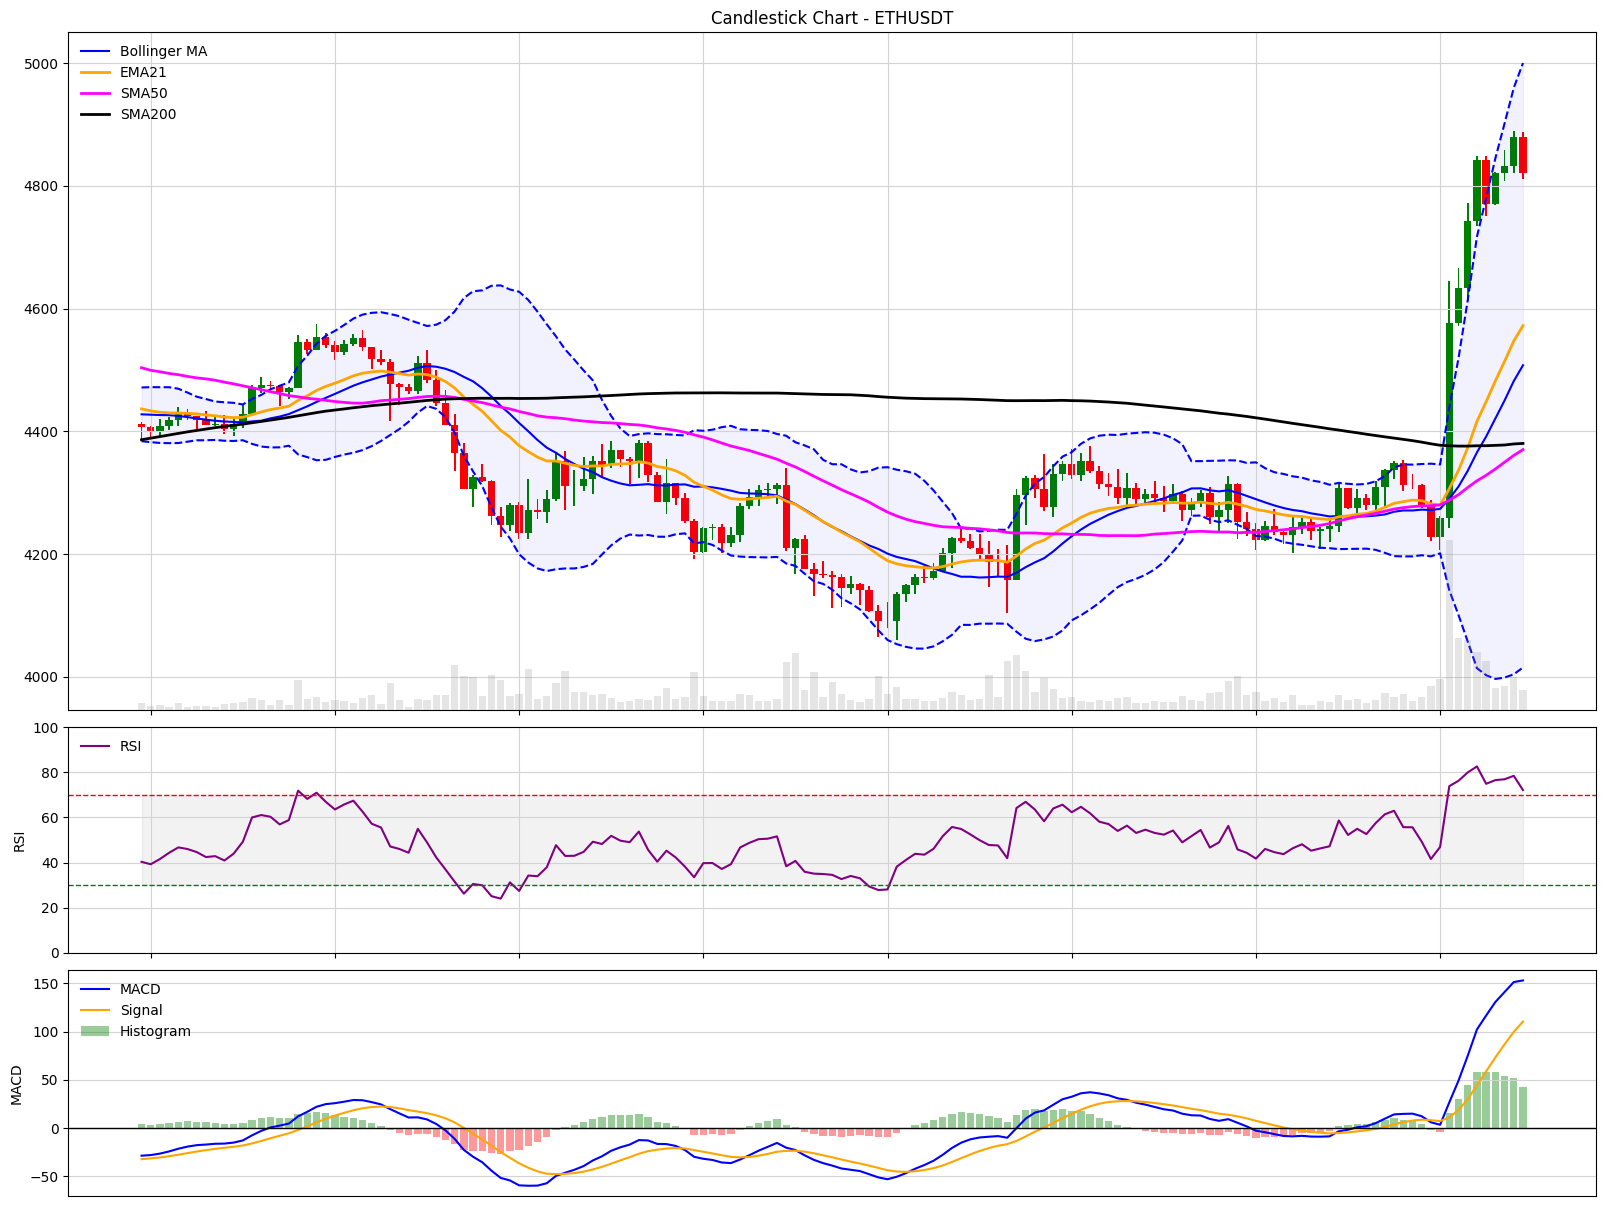 Candlestick Chart - ETHUSDT
Bollinger MA
EMA21
SMA50
SMA200
5000
4800
4600
4400
4200
4000
RSI
100
80
60
40
20
0
RSI
MACD
Signal
Histogram
150
100
50
0
−50
MACD